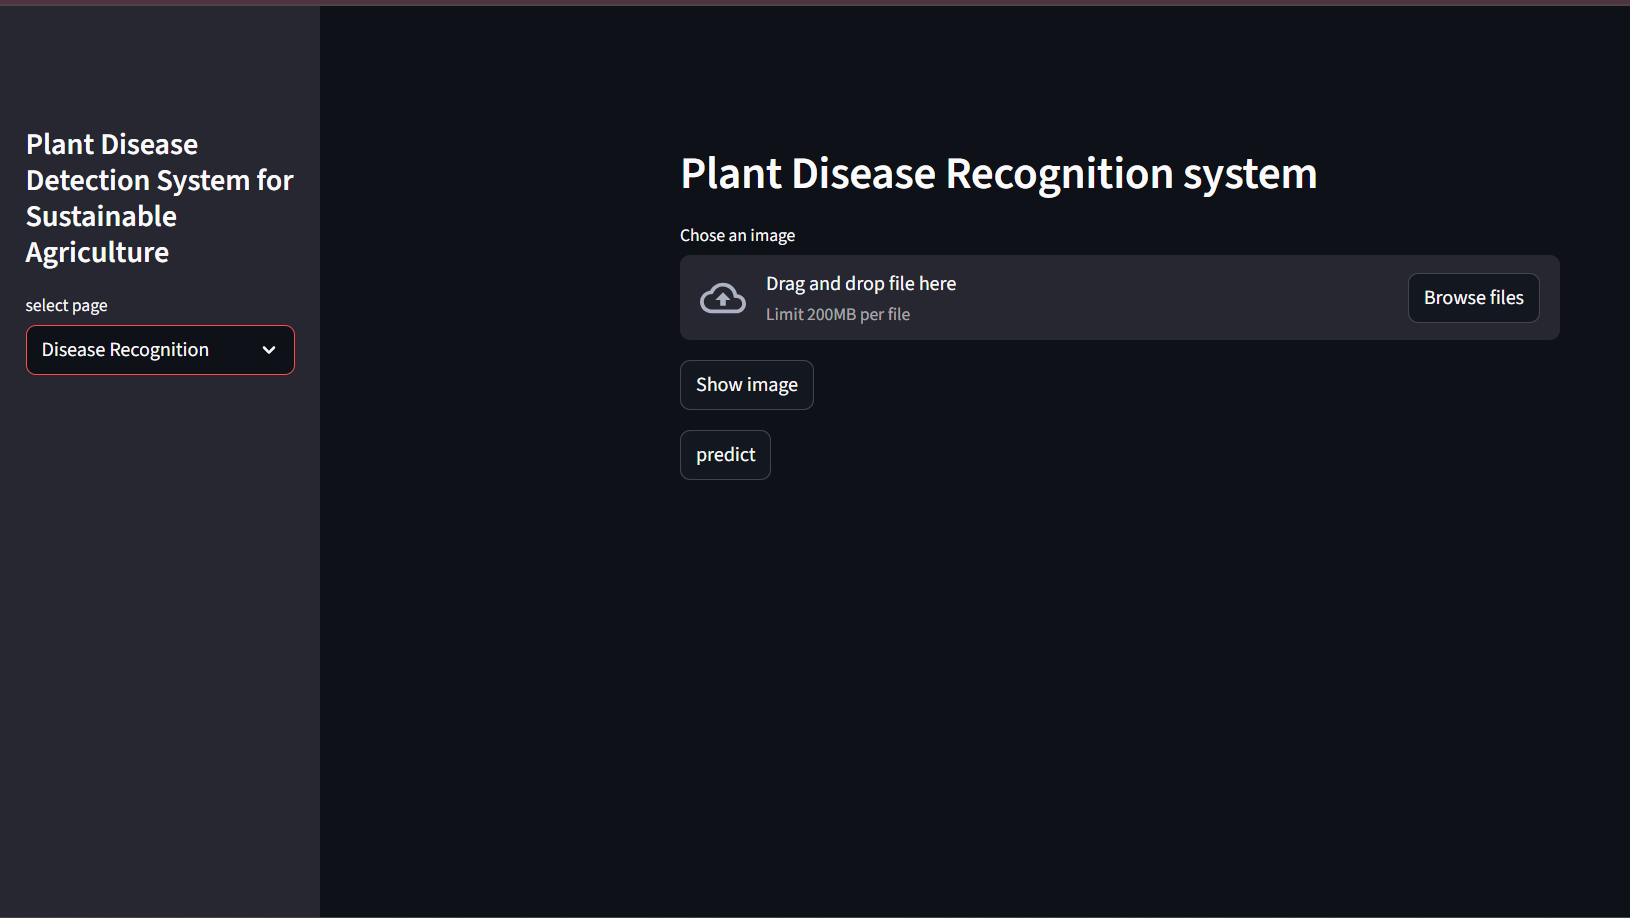 Plant Disease
Detection System for
Sustainable
Agriculture
select page
Disease Recognition
Plant Disease Recognition system
Chose an image
Drag and drop file here
Limit 200MB per file
Browse files
Show image
predict